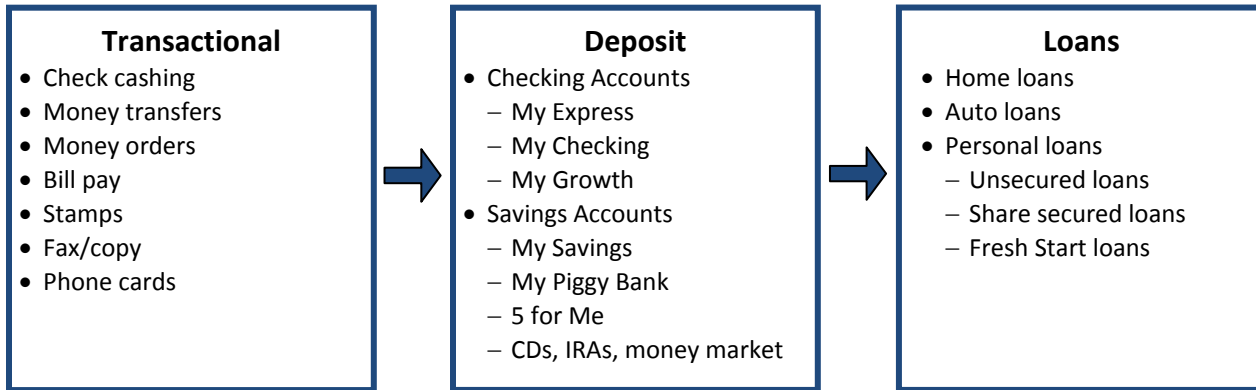 Transactional
• Check cashing
• Money transfers
• Money orders
• Bill pay
• Stamps
• Fax/copy
• Phone cards
Deposit
• Checking Accounts
− My Express
− My Checking
− My Growth
• Savings Accounts
− My Savings
− My Piggy Bank
− 5 for Me
− CDs, IRAs, money market
Loans
• Home loans
• Auto loans
• Personal loans
− Unsecured loans
− Share secured loans
− Fresh Start loans